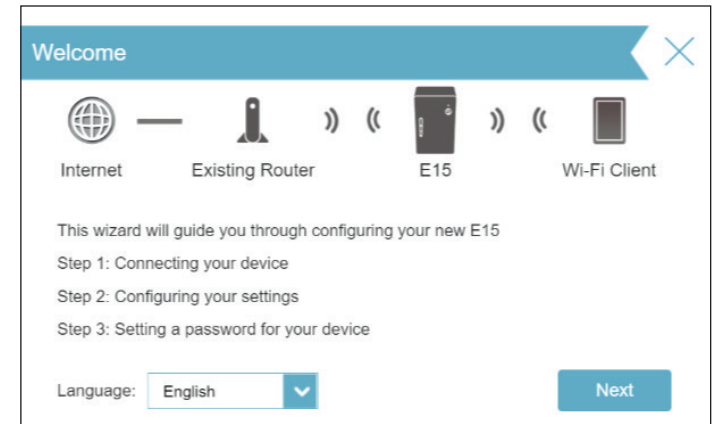 Welcome
Internet Existing Router E15 Wi-Fi Client
This wizard will guide you through configuring your new E15
Step 1: Connecting your device
Step 2: Configuring your settings
Step 3: Setting a password for your device
Language: English Next